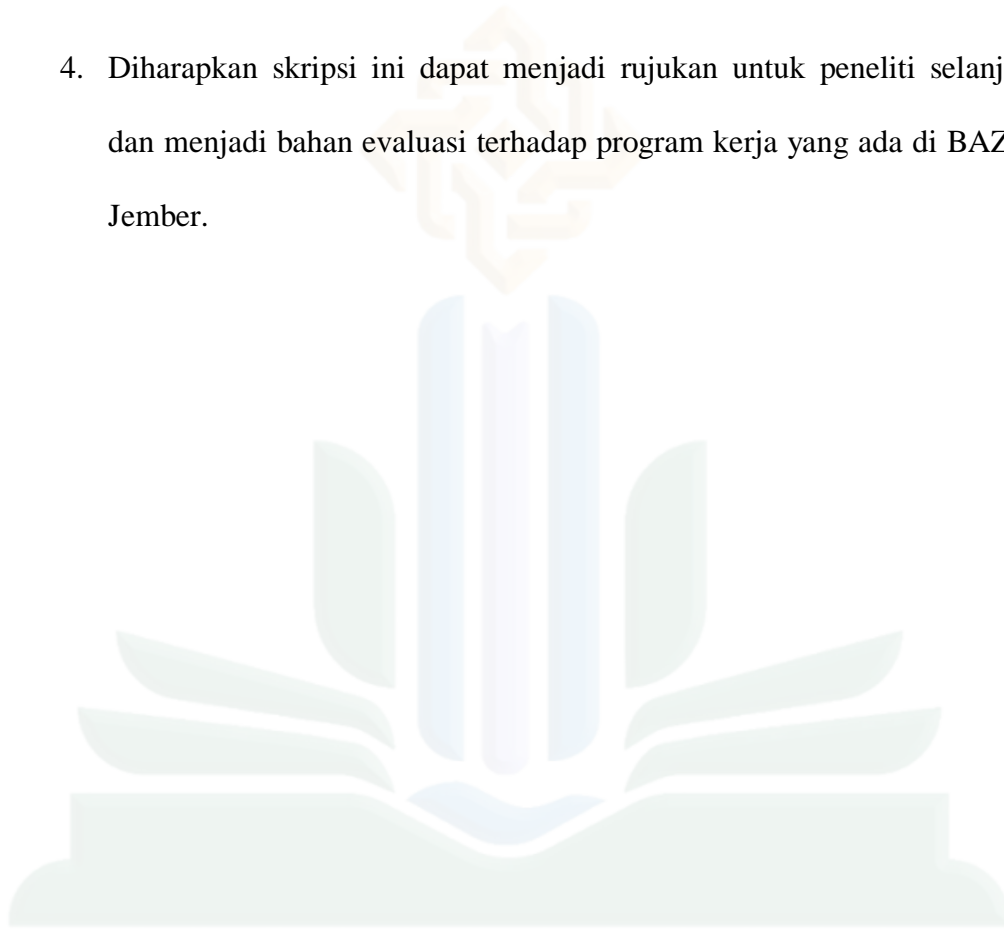 4. Diharapkan skripsi ini dapat menjadi rujukan untuk peneliti selanj
dan menjadi bahan evaluasi terhadap program kerja yang ada di BAZ
Jember.